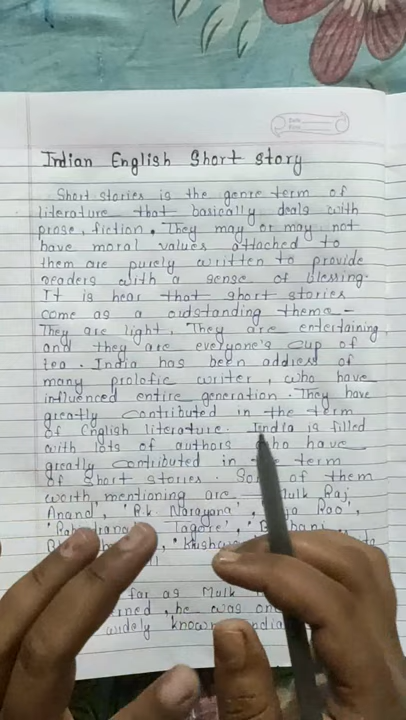 Indian English Short story
Short stories is the genre term of
literature that basically deals with
prose, fiction. They may or may not
have moral values attached to
them are purely written to provide
readers with a sense of blessing.
It is hear that short stories
come as a outstanding theme-
They are light, They are entertaining,
and they are everyone's cup of
tea. India has been address of
many prolofic writer, who have
influenced entire generation. They have
greatly contributed in the term
of English literature. India is filled
with lots of authors who have
greatly contributed in the term
of short stories. of them
worth, mentioning are Mulk Raj
Anand, 'R.k. Narayana', Rao',
Tagore',
far as Mulk
he was one
widely known Indian